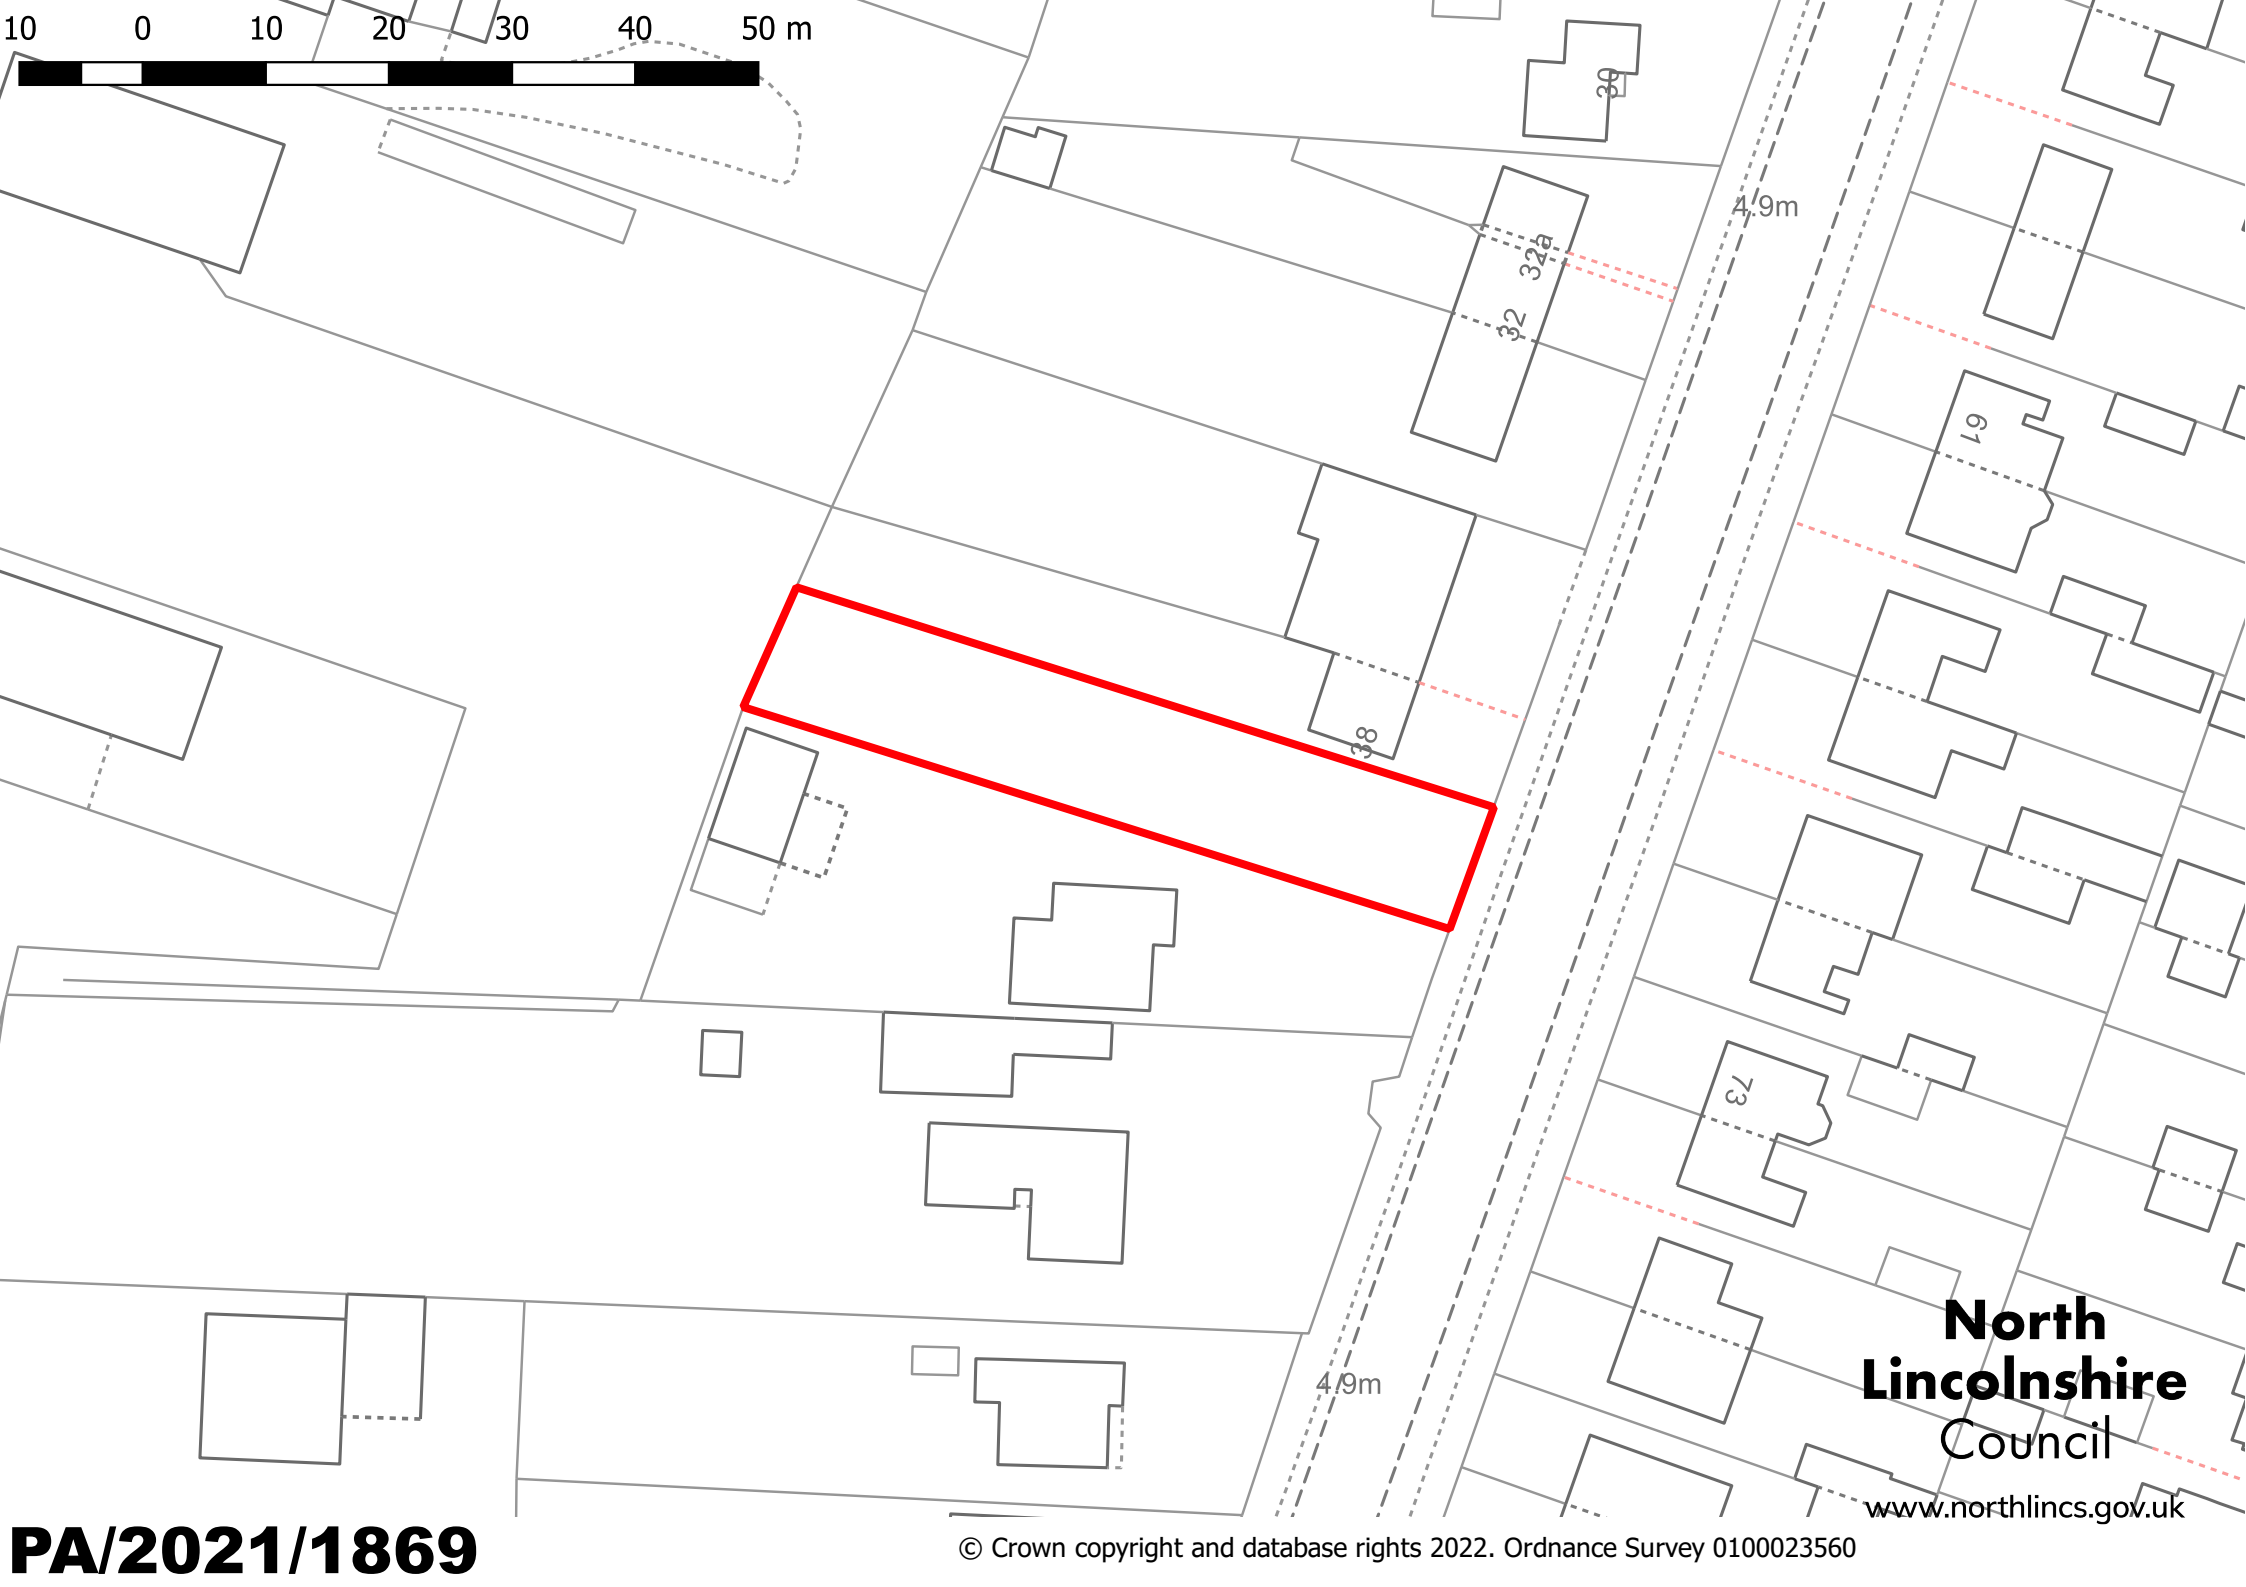 10 0 10 20 30 40 50 m
30
4.9m
32a
32
61
38
73
4.9m
North
Lincolnshire
Council
www.northlincs.gov.uk
PA/2021/1869
© Crown copyright and database rights 2022. Ordnance Survey 0100023560